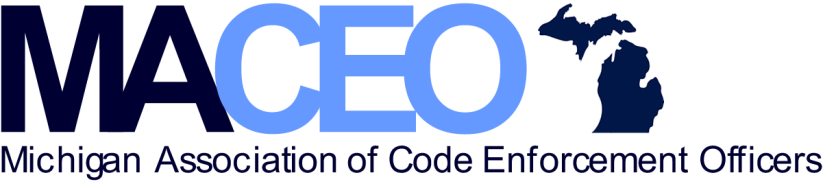 MACEO
Michigan Association of Code Enforcement Officers